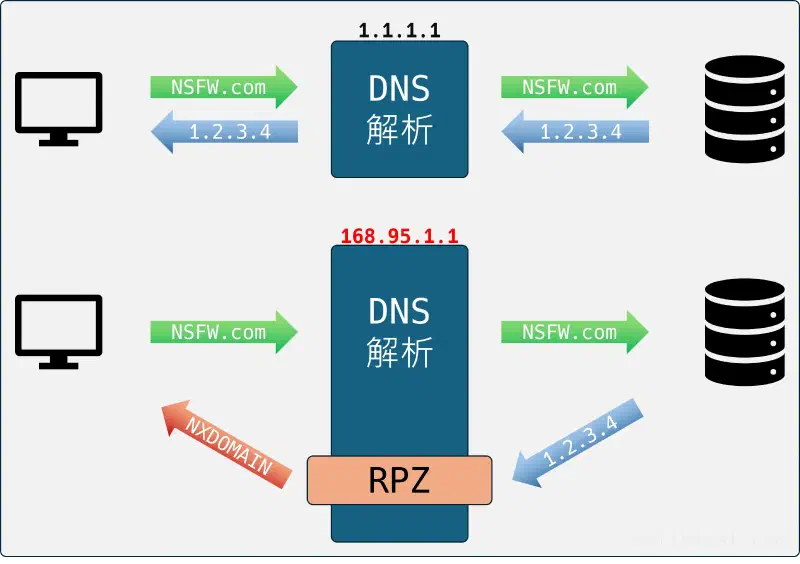 1.1.1.1
NSFW.com
DNS
解析
NSFW.com
1.2.3.4
1.2.3.4
168.95.1.1
NSFW.com
DNS
解析
NSFW.com
NXDOMAIN
1.2.3.4
RPZ